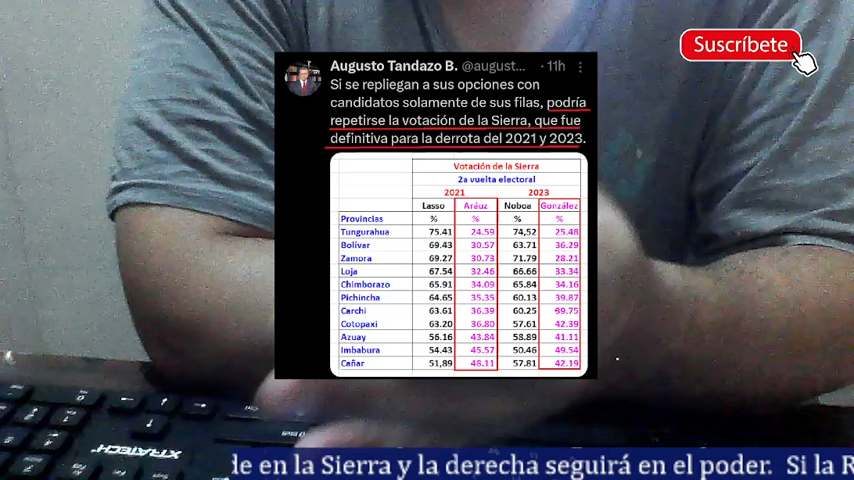 Suscríbete
Augusto Tandazo B. @august... · 11h
Si se repliegan a sus opciones con
candidatos solamente de sus filas, podría
repetirse la votación de la Sierra, que fue
definitiva para la derrota del 2021 y 2023.
Votación de la Sierra
2a vuelta electoral
2021 2023
Lasso Aráuz Noboa González
Provincias % % % %
Tungurahua 75.41 24.59 74,52 25.48
Bolívar 69.43 30.57 63.71 36.29
Zamora 69.27 30.73 71.79 28.21
Loja 67.54 32.46 66.66 33.34
Chimborazo 65.91 34.09 65.84 34.16
Pichincha 64.65 35.35 60.13 39.87
Carchi 63.61 36.39 60.25 39.75
Cotopaxi 63.20 36.80 57.61 42.39
Azuay 56.16 43.84 58.89 41.11
Imbabura 54.43 45.57 50.46 49.54
Cañar 51,89 48.11 57.81 42.19
XTRATECH
de en la Sierra y la derecha seguirá en el poder. Si la R